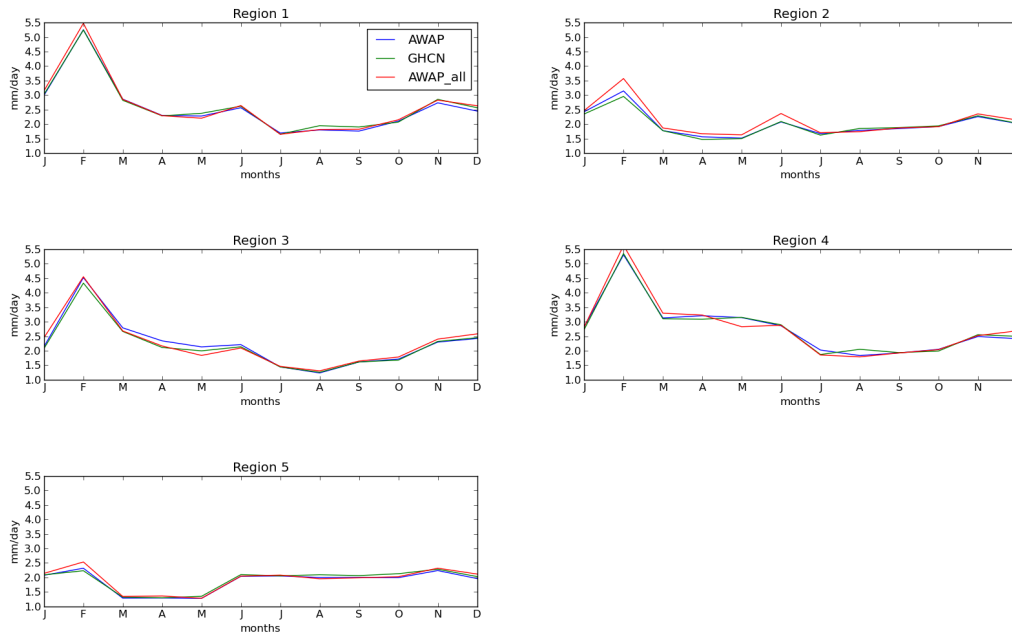 Region 1
5.5
5.0
4.5
4.0
3.5
3.0
2.5
2.0
1.5
1.0
mm/day
J F M A M J J A S O N D
months
AWAP
GHCN
AWAP_all
Region 2
5.5
5.0
4.5
4.0
3.5
3.0
2.5
2.0
1.5
1.0
mm/day
J F M A M J J A S O N
months
Region 3
5.5
5.0
4.5
4.0
3.5
3.0
2.5
2.0
1.5
1.0
mm/day
J F M A M J J A S O N D
months
Region 4
5.5
5.0
4.5
4.0
3.5
3.0
2.5
2.0
1.5
1.0
mm/day
J F M A M J J A S O N
months
Region 5
5.5
5.0
4.5
4.0
3.5
3.0
2.5
2.0
1.5
1.0
mm/day
J F M A M J J A S O N D
months